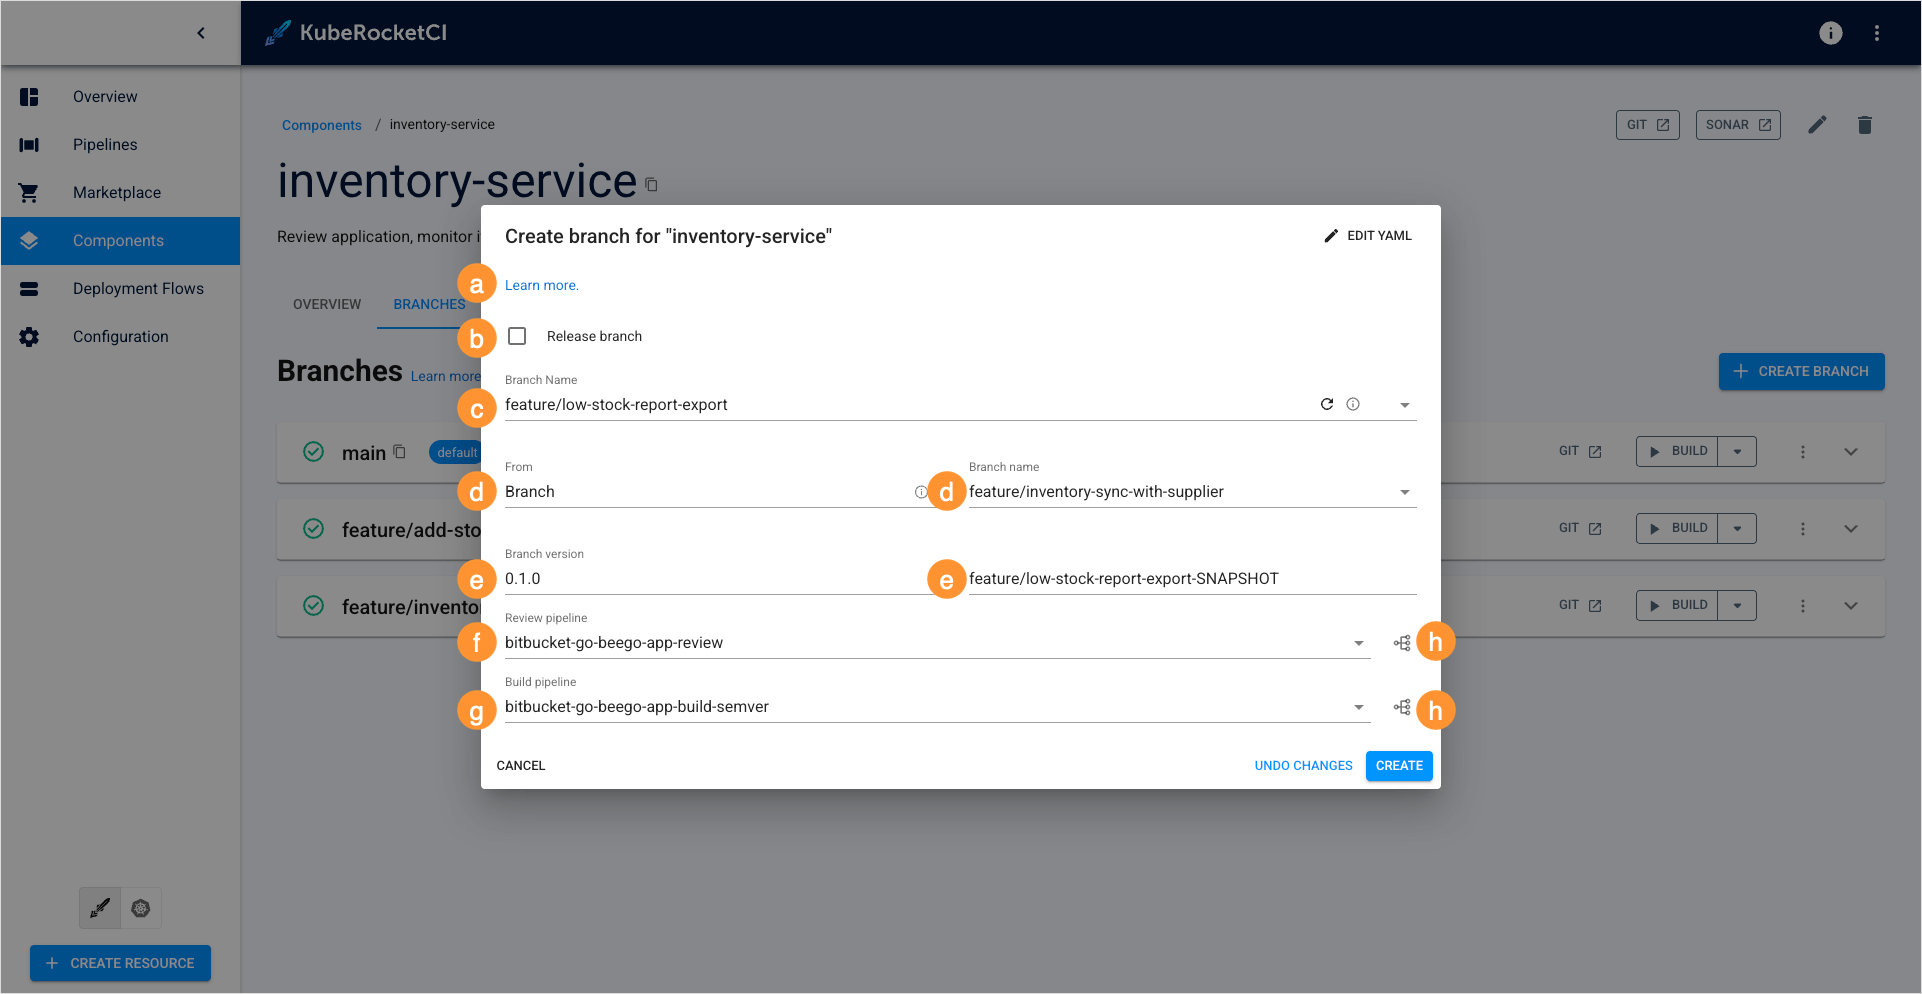 KubeRocketCI
Overview
Pipelines
Marketplace
Components
Deployment Flows
Configuration
CREATE RESOURCE
Components / inventory-service
GIT
SONAR
inventory-service
Review application, monitor i
OVERVIEW
BRANCHES
Branches
Learn more
CREATE BRANCH
main
default
GIT
BUILD
feature/add-sto
GIT
BUILD
feature/invento
GIT
BUILD
Create branch for "inventory-service"
EDIT YAML
a
Learn more.
b
Release branch
Branch Name
c
feature/low-stock-report-export
From
Branch name
d
Branch
d
feature/inventory-sync-with-supplier
Branch version
e
0.1.0
e
feature/low-stock-report-export-SNAPSHOT
Review pipeline
f
bitbucket-go-beego-app-review
h
Build pipeline
g
bitbucket-go-beego-app-build-semver
h
CANCEL
UNDO CHANGES
CREATE